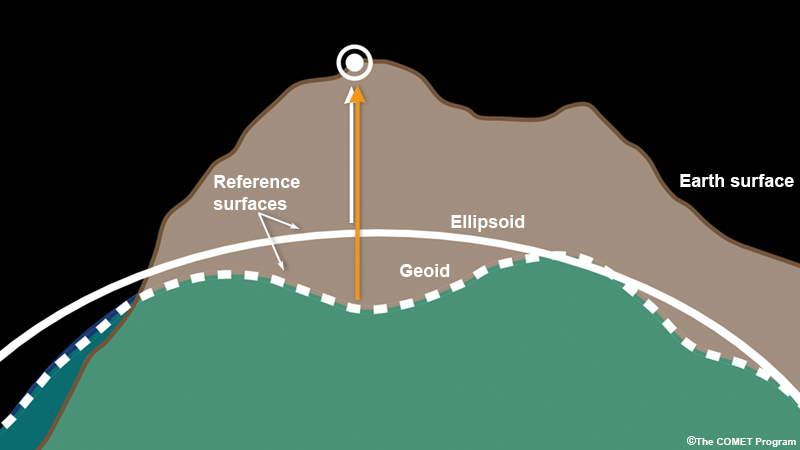 Reference
surfaces
Ellipsoid
Geoid
Earth surface
©The COMET Program